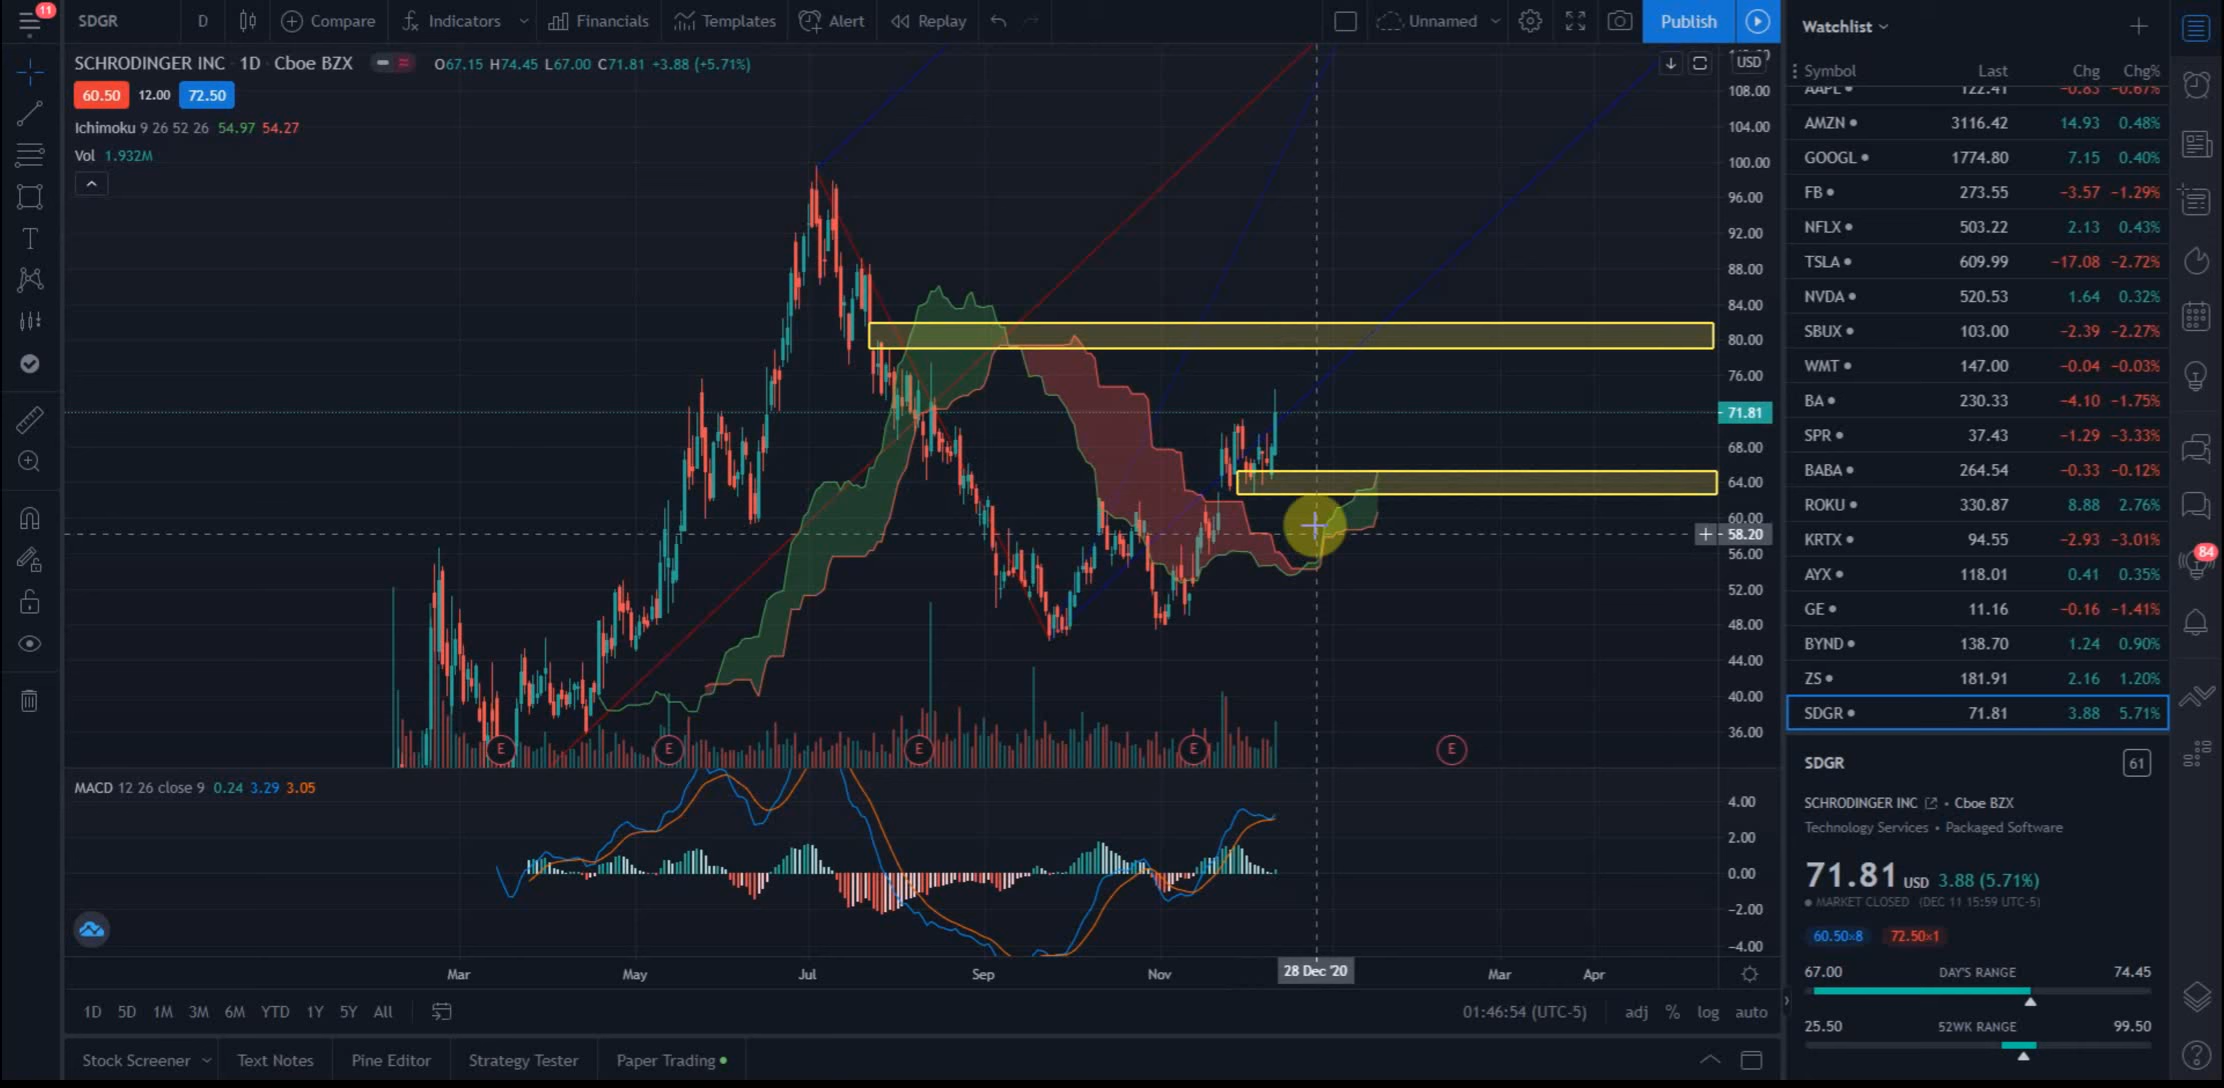 11 SDGR D Compare Indicators Financials Templates Alert Replay Unnamed Publish
SCHRODINGER INC 1D Cboe BZX O67.15 H74.45 L67.00 C71.81 +3.88 (+5.71%)
60.50 12.00 72.50
Ichimoku 9 26 52 26 54.97 54.27
Vol 1.932M
USD
108.00
104.00
100.00
96.00
92.00
88.00
84.00
80.00
76.00
71.81
68.00
64.00
60.00
58.20
56.00
52.00
48.00
44.00
40.00
36.00
E E E E E
MACD 12 26 close 9 0.24 3.29 3.05
4.00
2.00
0.00
−2.00
−4.00
Mar May Jul Sep Nov 28 Dec '20 Mar Apr
1D 5D 1M 3M 6M YTD 1Y 5Y All 01:46:54 (UTC-5) adj % log auto
Stock Screener Text Notes Pine Editor Strategy Tester Paper Trading
Watchlist
Symbol Last Chg Chg%
AAPL 122.41 −0.83 −0.67%
AMZN 3116.42 14.93 0.48%
GOOGL 1774.80 7.15 0.40%
FB 273.55 −3.57 −1.29%
NFLX 503.22 2.13 0.43%
TSLA 609.99 −17.08 −2.72%
NVDA 520.53 1.64 0.32%
SBUX 103.00 −2.39 −2.27%
WMT 147.00 −0.04 −0.03%
BA 230.33 −4.10 −1.75%
SPR 37.43 −1.29 −3.33%
BABA 264.54 −0.33 −0.12%
ROKU 330.87 8.88 2.76%
KRTX 94.55 −2.93 −3.01%
AYX 118.01 0.41 0.35%
GE 11.16 −0.16 −1.41%
BYND 138.70 1.24 0.90%
ZS 181.91 2.16 1.20%
SDGR 71.81 3.88 5.71%
SDGR 61
SCHRODINGER INC • Cboe BZX
Technology Services • Packaged Software
71.81 USD 3.88 (5.71%)
MARKET CLOSED (DEC 11 15:59 UTC-5)
60.50×8 72.50×1
67.00 DAY'S RANGE 74.45
25.50 52WK RANGE 99.50
84